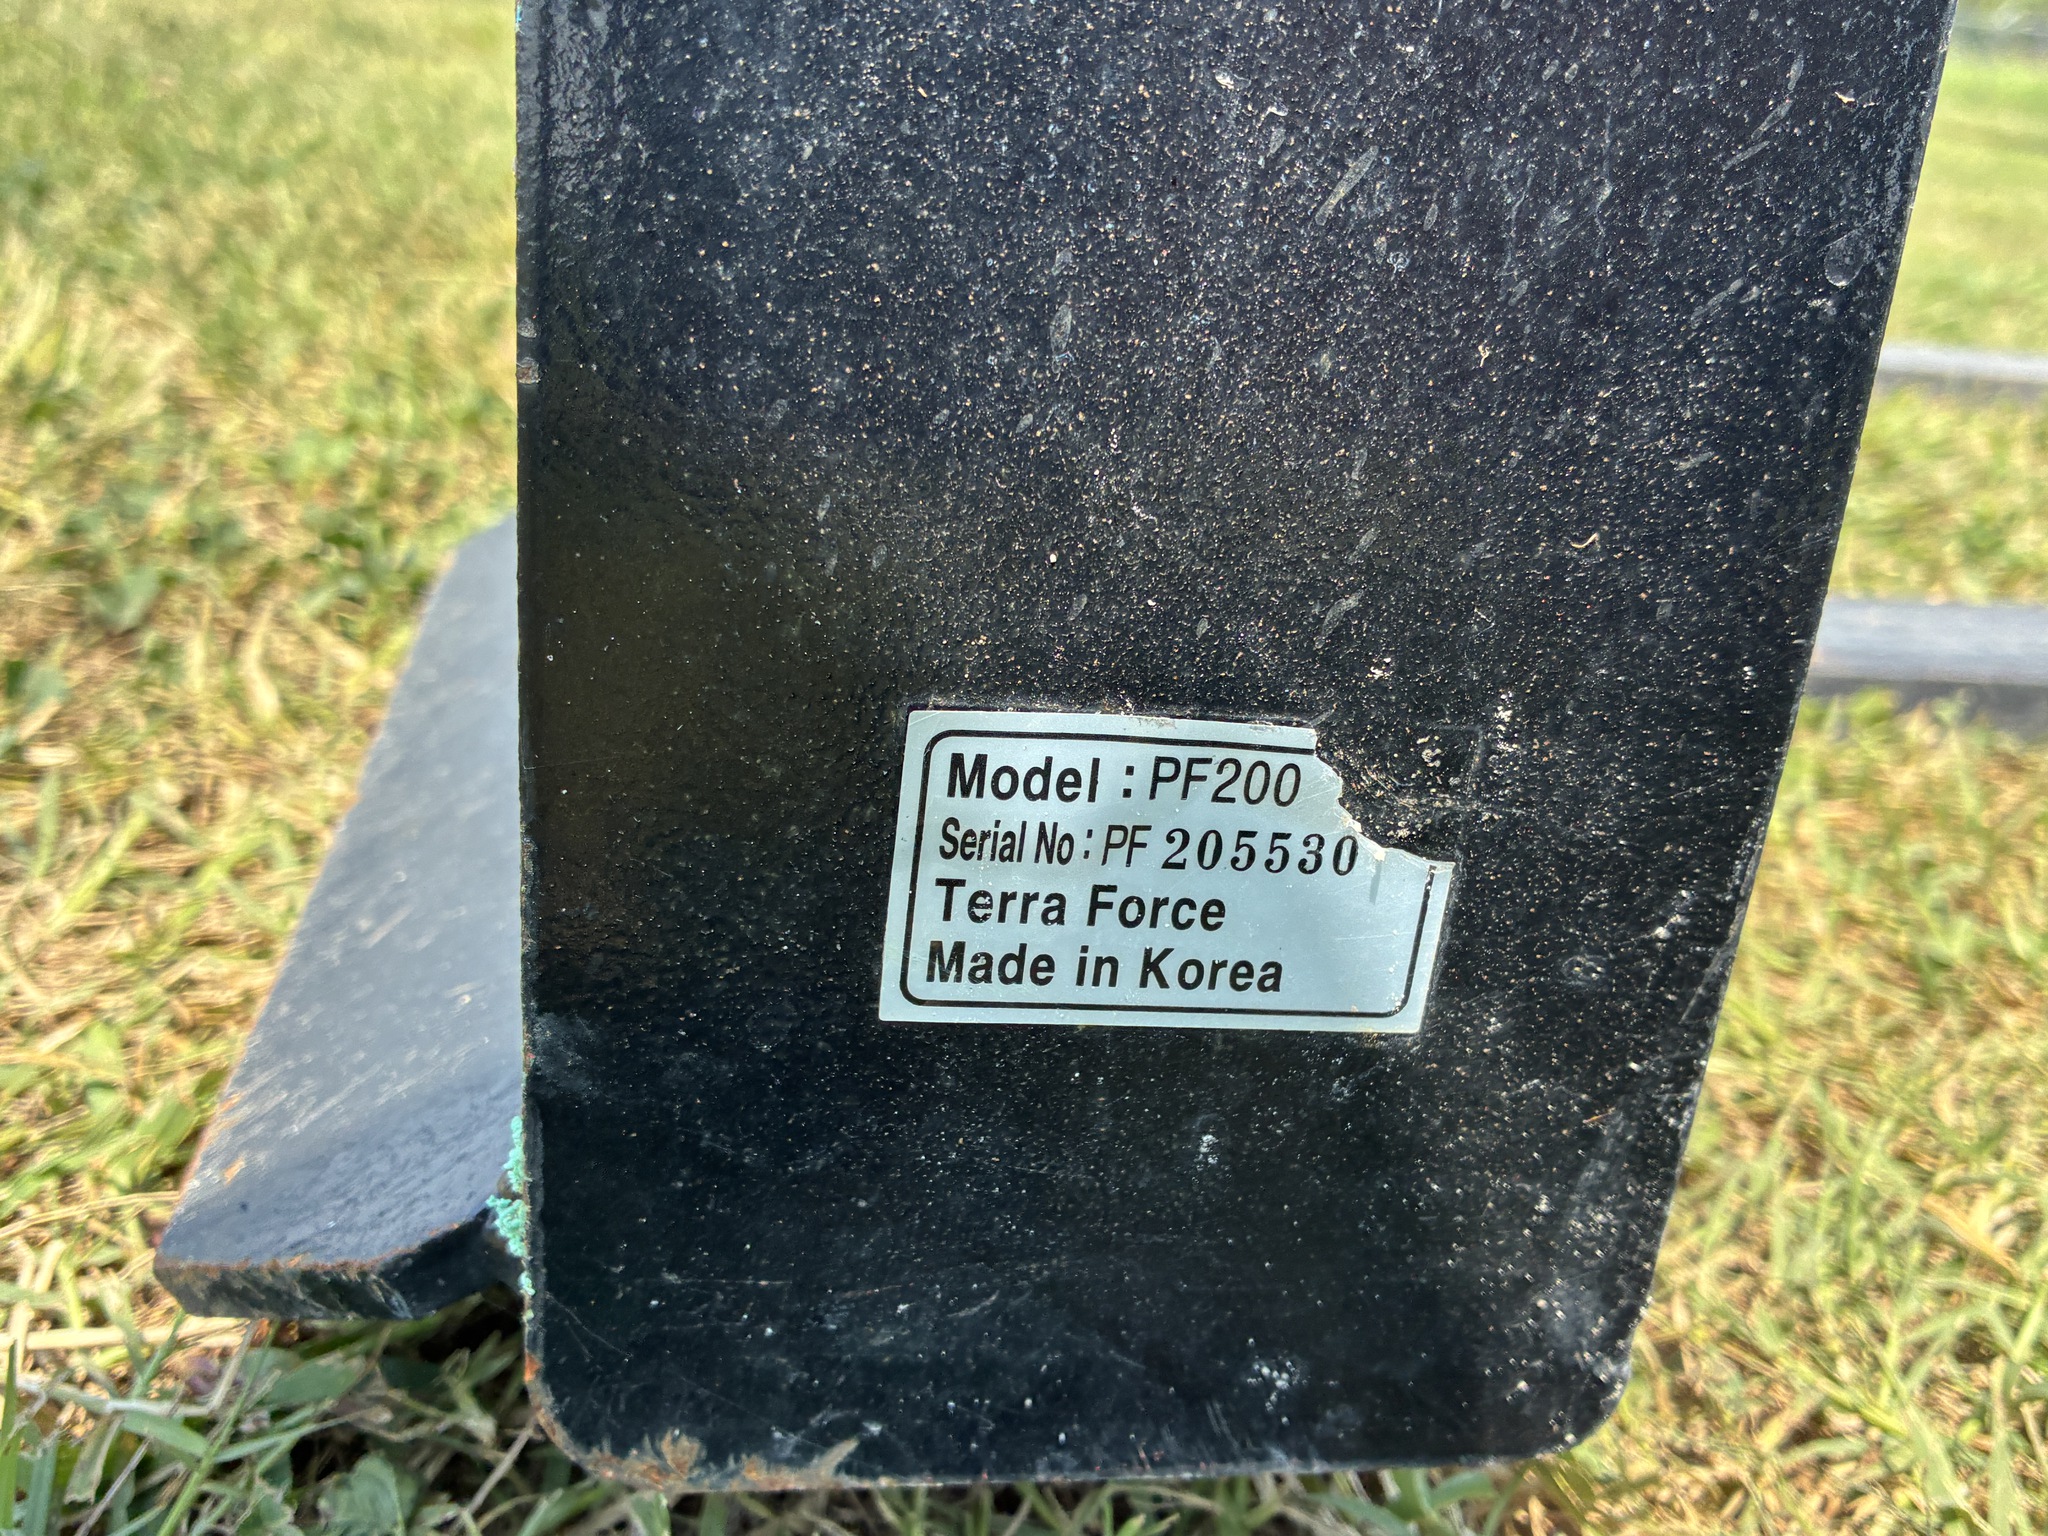 Model : PF200
Serial No : PF 205530
Terra Force
Made in Korea